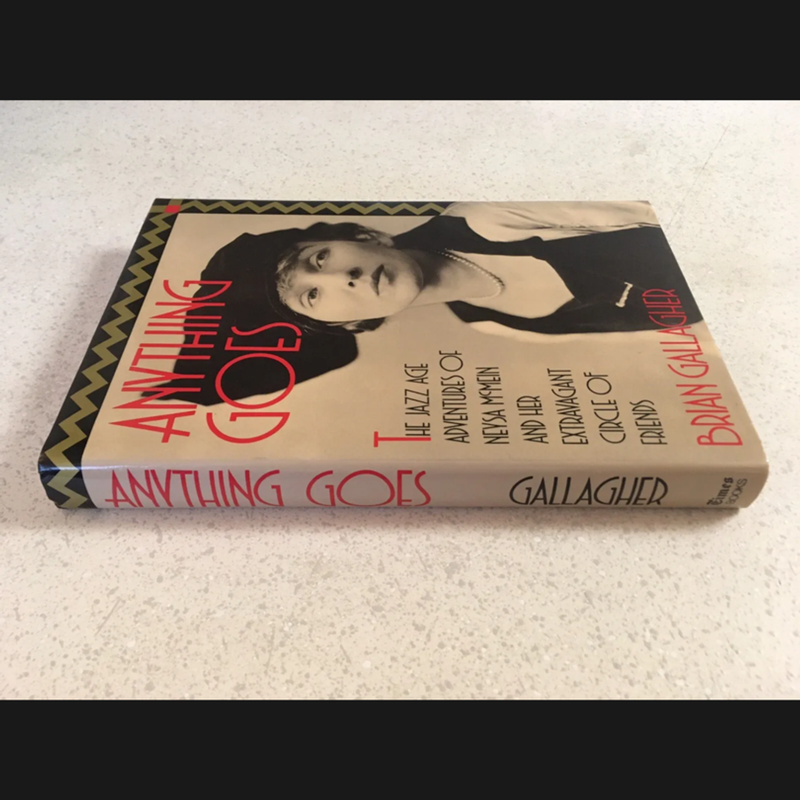 ANYTHING
GOES
THE JAZZ AGE
ADVENTURES OF
NEYSA MCMEIN
AND HER
EXTRAVAGANT
CIRCLE OF
FRIENDS
BRIAN GALLAGHER
ANYTHING GOES GALLAGHER Times
BOOKS